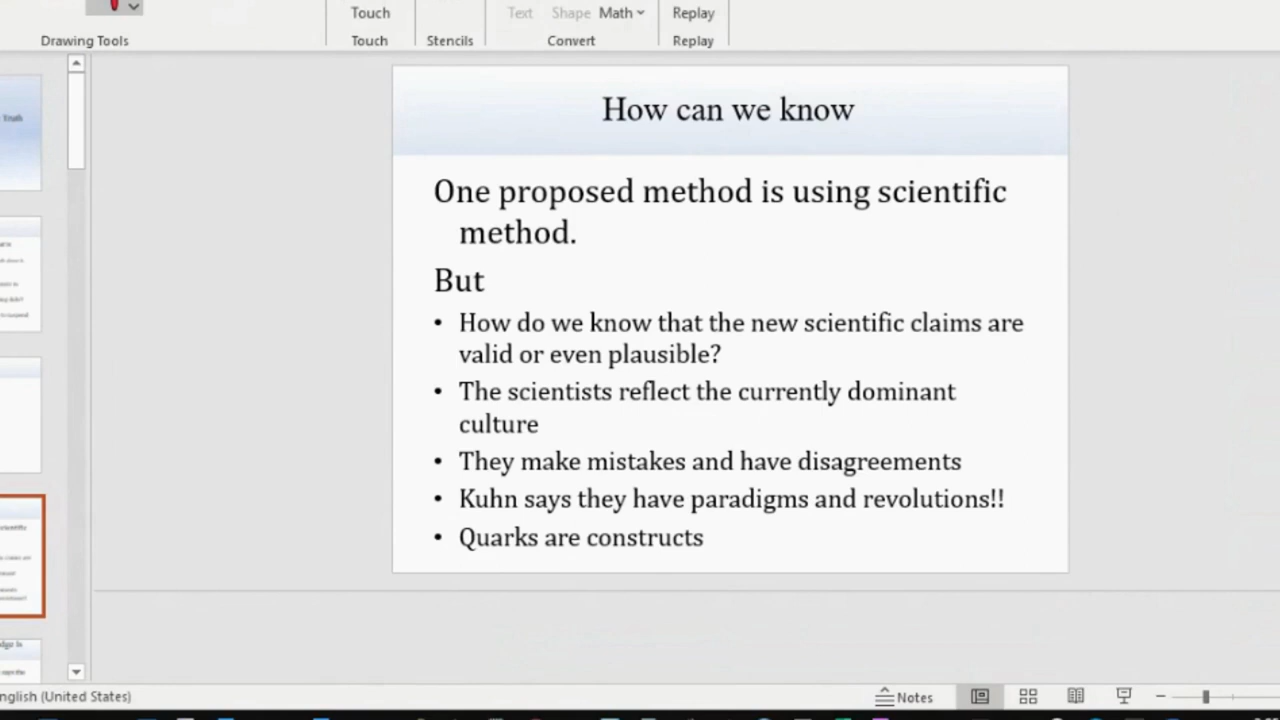 Touch
Text Shape Math
Replay
Drawing Tools
Touch
Stencils
Convert
Replay
Truth
How can we know
One proposed method is using scientific
method.
But
• How do we know that the new scientific claims are
valid or even plausible?
• The scientists reflect the currently dominant
culture
• They make mistakes and have disagreements
• Kuhn says they have paradigms and revolutions!!
• Quarks are constructs
nglish (United States)
Notes